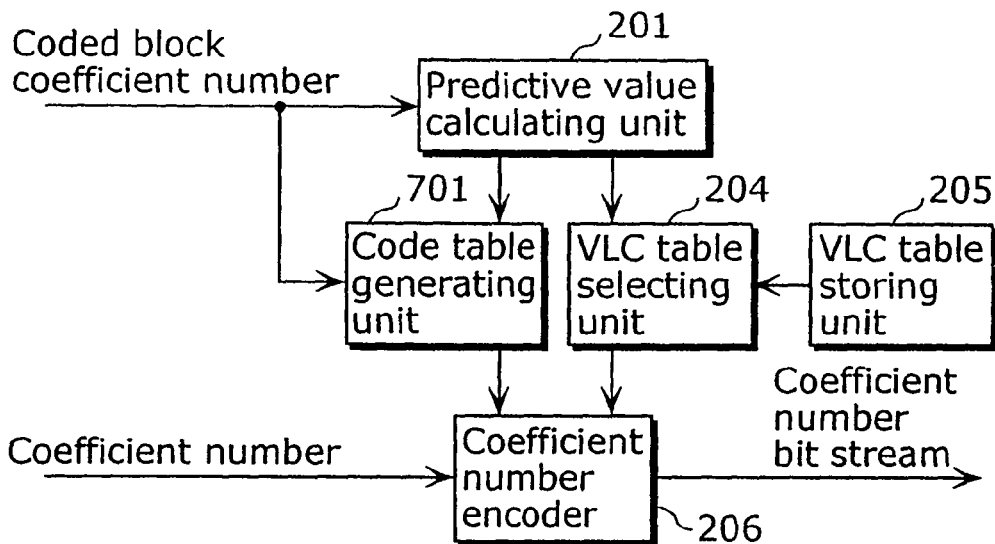 201
Coded block
coefficient number
Predictive value
calculating unit
701
204
205
Code table
generating
unit
VLC table
selecting
unit
VLC table
storing
unit
Coefficient
number
bit stream
Coefficient number
Coefficient
number
encoder
206